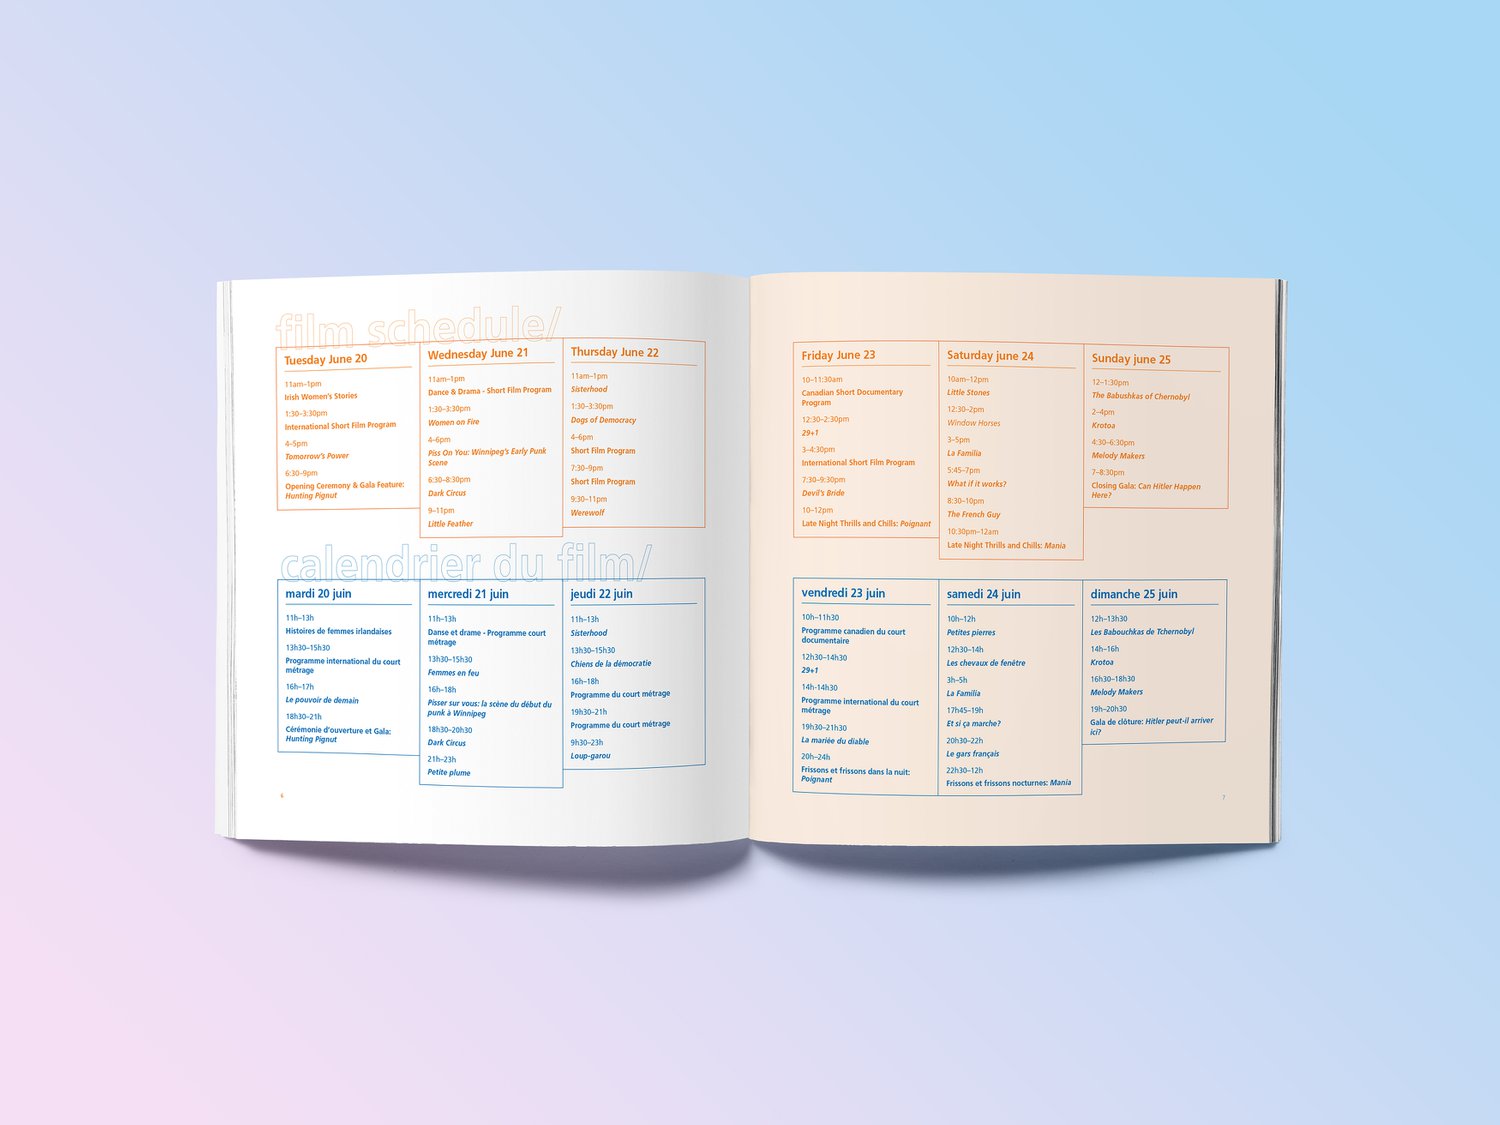 film schedule/
Tuesday June 20
11am–1pm
Irish Women's Stories
1:30–3:30pm
International Short Film Program
4–5pm
Tomorrow's Power
6:30–9pm
Opening Ceremony & Gala Feature:
Hunting Pignut
Wednesday June 21
11am–1pm
Dance & Drama - Short Film Program
1:30–3:30pm
Women on Fire
4–6pm
Piss On You: Winnipeg's Early Punk
Scene
6:30–8:30pm
Dark Circus
9–11pm
Little Feather
Thursday June 22
11am–1pm
Sisterhood
1:30–3:30pm
Dogs of Democracy
4–6pm
Short Film Program
7:30–9pm
Short Film Program
9:30–11pm
Werewolf
calendrier du film/
mardi 20 juin
11h–13h
Histoires de femmes irlandaises
13h30–15h30
Programme international du court
métrage
16h–17h
Le pouvoir de demain
18h30–21h
Cérémonie d'ouverture et Gala:
Hunting Pignut
mercredi 21 juin
11h–13h
Danse et drame - Programme court
métrage
13h30–15h30
Femmes en feu
16h–18h
Pisser sur vous: la scène du début du
punk à Winnipeg
18h30–20h30
Dark Circus
21h–23h
Petite plume
jeudi 22 juin
11h–13h
Sisterhood
13h30–15h30
Chiens de la démocratie
16h–18h
Programme du court métrage
19h30–21h
Programme du court métrage
9h30–23h
Loup-garou
6
Friday June 23
10–11:30am
Canadian Short Documentary
Program
12:30–2:30pm
29+1
3–4:30pm
International Short Film Program
7:30–9:30pm
Devil's Bride
10–12pm
Late Night Thrills and Chills: Poignant
Saturday june 24
10am–12pm
Little Stones
12:30–2pm
Window Horses
3–5pm
La Familia
5:45–7pm
What if it works?
8:30–10pm
The French Guy
10:30pm–12am
Late Night Thrills and Chills: Mania
Sunday june 25
12–1:30pm
The Babushkas of Chernobyl
2–4pm
Krotoa
4:30–6:30pm
Melody Makers
7–8:30pm
Closing Gala: Can Hitler Happen
Here?
vendredi 23 juin
10h–11h30
Programme canadien du court
documentaire
12h30–14h30
29+1
14h-14h30
Programme international du court
métrage
19h30–21h30
La mariée du diable
20h–24h
Frissons et frissons dans la nuit:
Poignant
samedi 24 juin
10h–12h
Petites pierres
12h30–14h
Les chevaux de fenêtre
3h–5h
La Familia
17h45–19h
Et si ça marche?
20h30–22h
Le gars français
22h30–12h
Frissons et frissons nocturnes: Mania
dimanche 25 juin
12h–13h30
Les Babouchkas de Tchernobyl
14h–16h
Krotoa
16h30–18h30
Melody Makers
19h–20h30
Gala de clôture: Hitler peut-il arriver
ici?
7